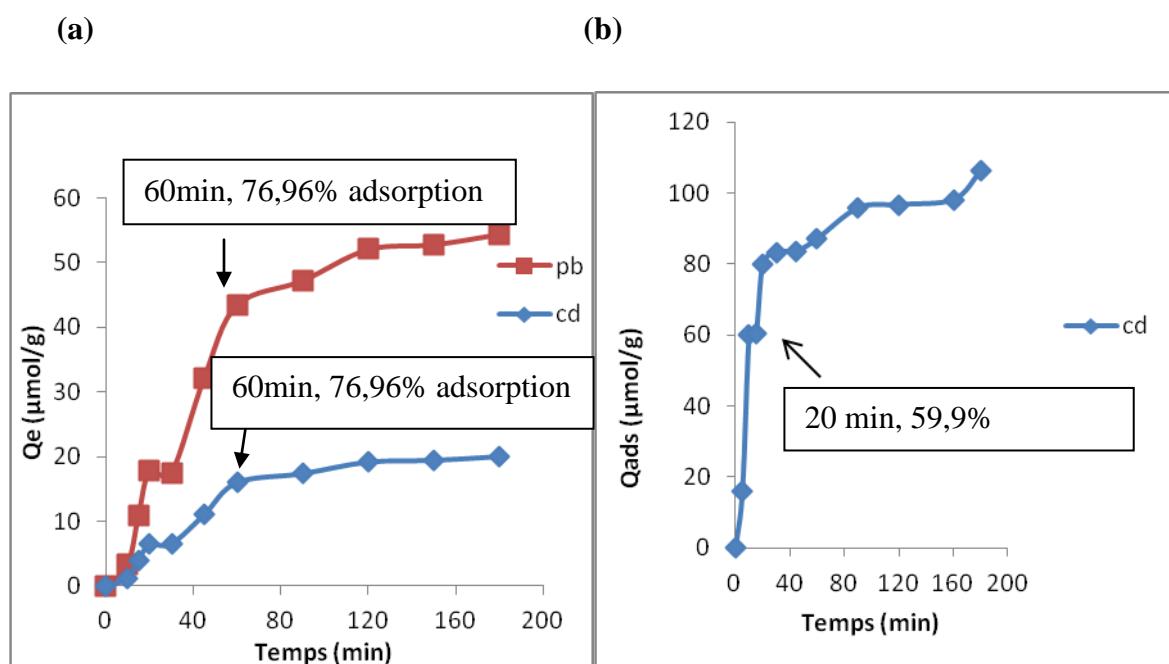 (a)
(b)
60min, 76,96% adsorption
60min, 76,96% adsorption
60
50
40
30
20
10
0
0
40
80
120
160
200
Qe (µmol/g)
Temps (min)
pb
cd
120
100
80
60
40
20
0
0
40
80
120
160
200
Qads (µmol/g)
Temps (min)
cd
20 min, 59,9%